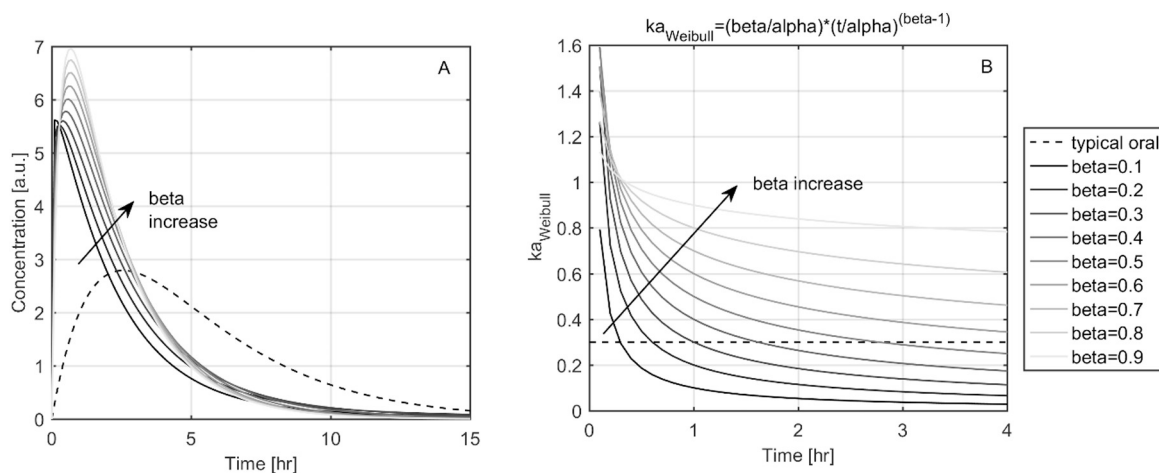 7
6
5
4
3
2
1
0
0
5
10
15
Concentration [a.u.]
Time [hr]
A
beta
increase
ka_Weibull=(beta/alpha)*(t/alpha)^(beta-1)
1.6
1.4
1.2
1
0.8
0.6
0.4
0.2
0
0
1
2
3
4
ka_Weibull
Time [hr]
B
beta increase
typical oral
beta=0.1
beta=0.2
beta=0.3
beta=0.4
beta=0.5
beta=0.6
beta=0.7
beta=0.8
beta=0.9